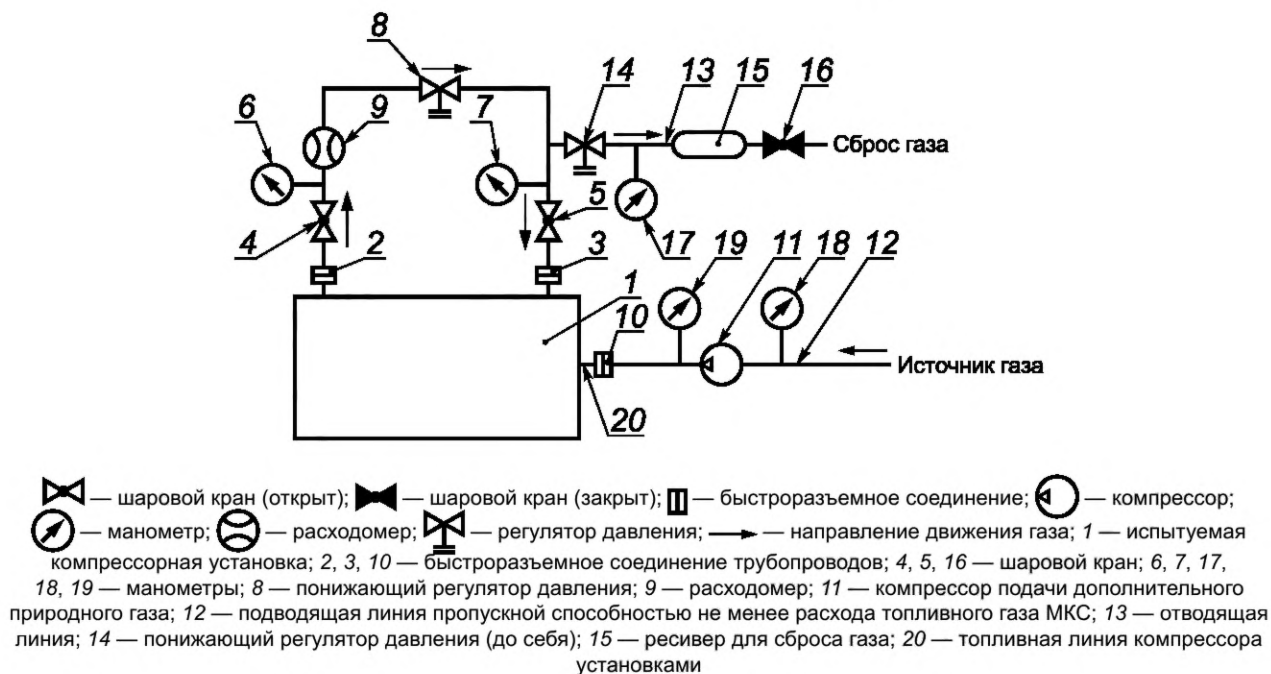 8
14
13
15
16
6
9
7
Сброс газа
5
4
2
3
17
19
11
18
12
1
10
Источник газа
20
— шаровой кран (открыт); — шаровой кран (закрыт); — быстроразъемное соединение; — компрессор;
— манометр; — расходомер; — регулятор давления; — направление движения газа; 1 — испытуемая
компрессорная установка; 2, 3, 10 — быстроразъемное соединение трубопроводов; 4, 5, 16 — шаровой кран; 6, 7, 17,
18, 19 — манометры; 8 — понижающий регулятор давления; 9 — расходомер; 11 — компрессор подачи дополнительного
природного газа; 12 — подводящая линия пропускной способностью не менее расхода топливного газа МКС; 13 — отводящая
линия; 14 — понижающий регулятор давления (до себя); 15 — ресивер для сброса газа; 20 — топливная линия компрессора
установками